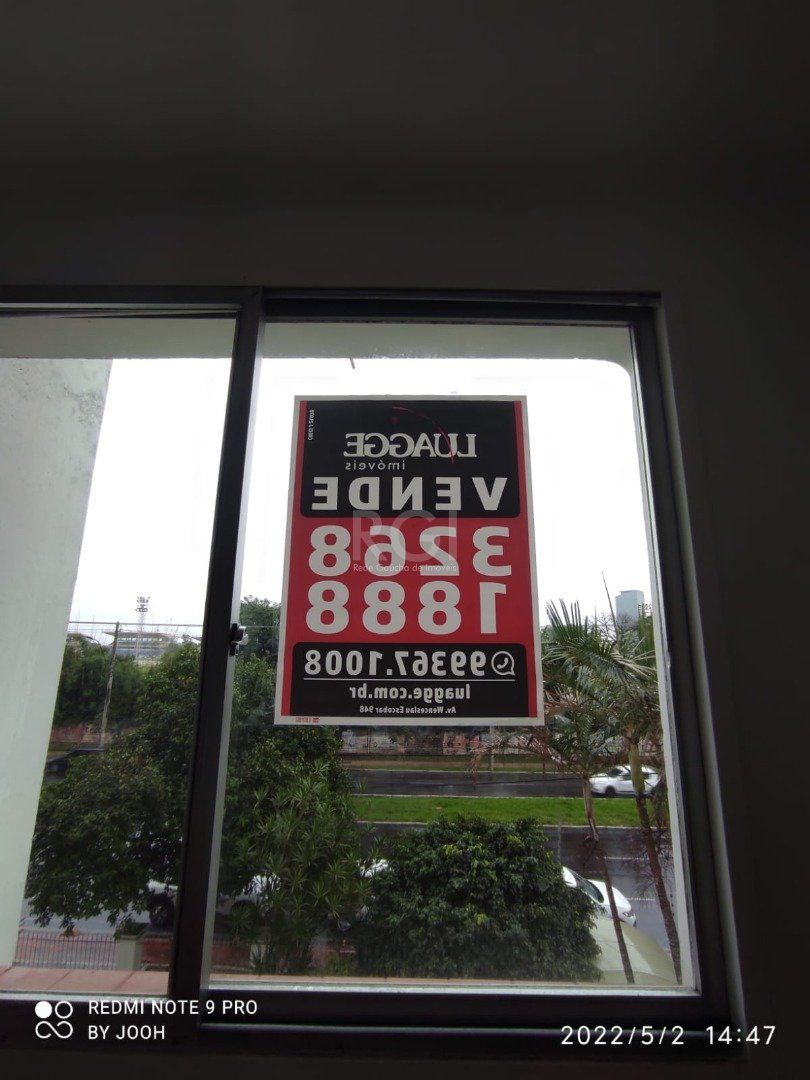 LUAGGE
imóveis
VENDE
3268
1888
99367.1008
luagge.com.br
Av. Wenceslau Escobar 948
RGI
Rede Gaúcha de Imóveis
REDMI NOTE 9 PRO
BY JOOH
2022/5/2 14:47